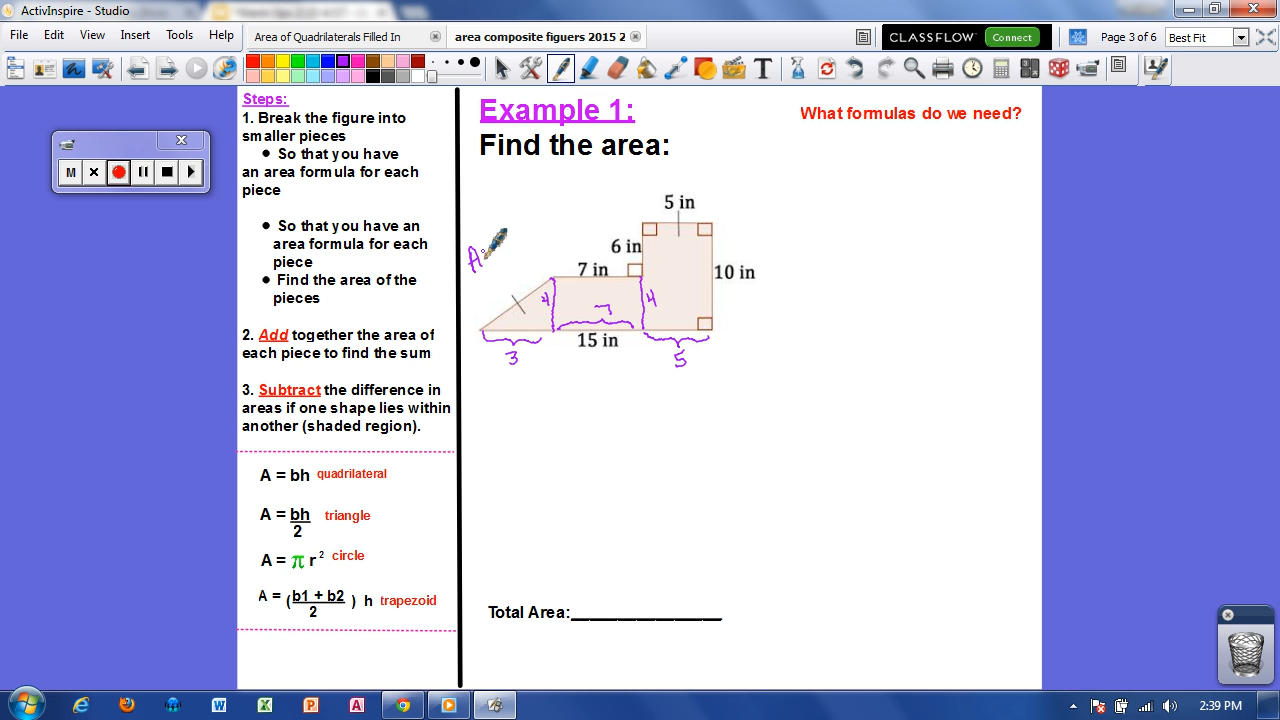 ActivInspire - Studio
File Edit View Insert Tools Help
Area of Quadrilaterals Filled In
area composite figuers 2015 2
CLASSFLOW Connect
Page 3 of 6
Best Fit
M
Steps:
1. Break the figure into
smaller pieces
• So that you have
an area formula for each
piece
• So that you have an
area formula for each
piece
• Find the area of the
pieces
2. Add together the area of
each piece to find the sum
3. Subtract the difference in
areas if one shape lies within
another (shaded region).
A = bh quadrilateral
A = bh/2 triangle
A = π r² circle
A = (b1 + b2/2) h trapezoid
Example 1:
What formulas do we need?
Find the area:
5 in
6 in
7 in
10 in
15 in
A
4
7
4
3
5
Total Area:________________
2:39 PM